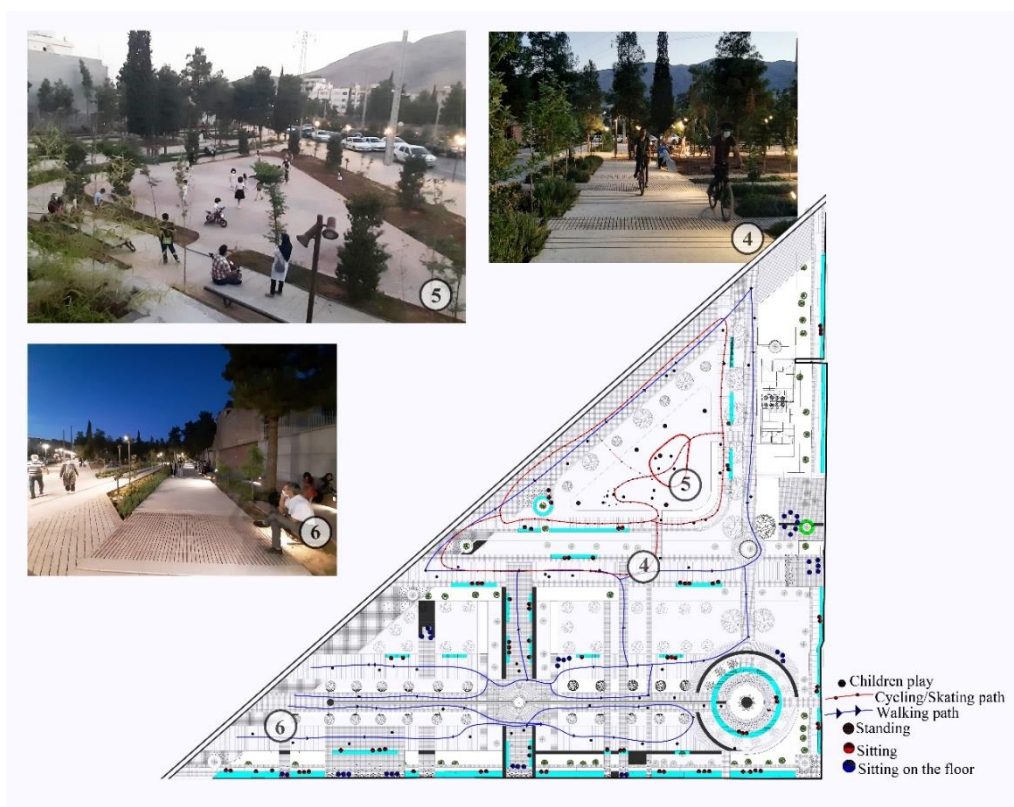 5
4
6
5
4
6
Children play
Cycling/Skating path
Walking path
Standing
Sitting
Sitting on the floor